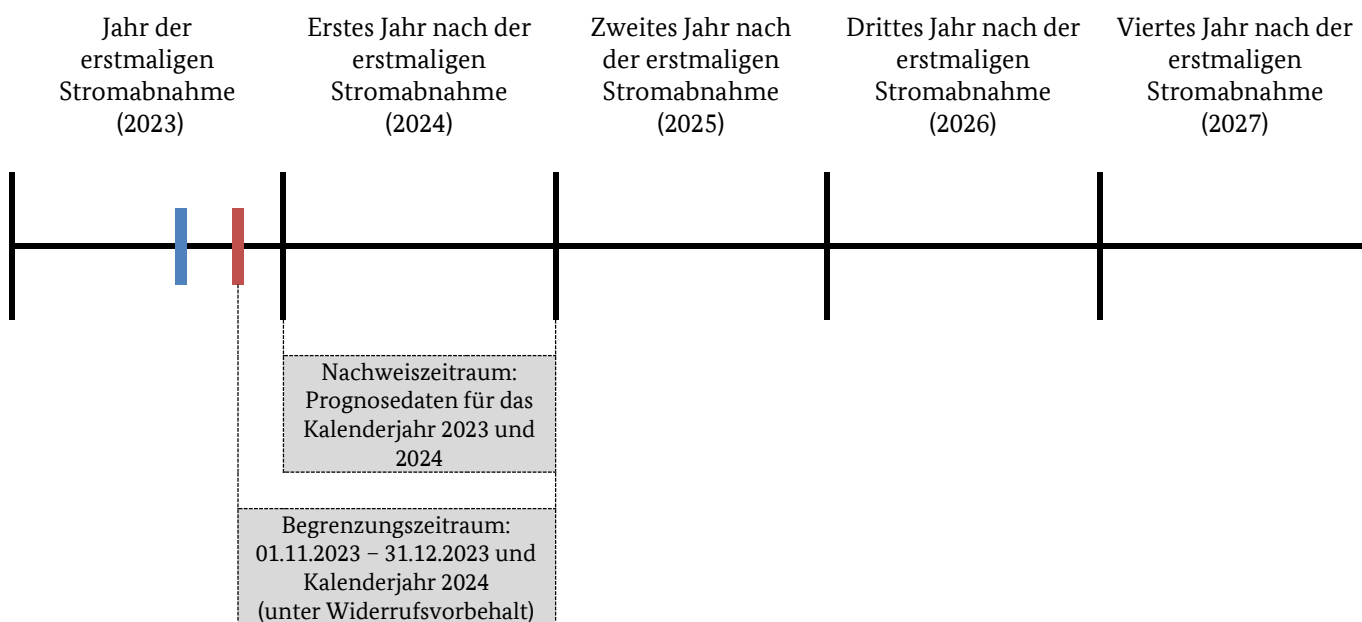 Jahr der
erstmaligen
Stromabnahme
(2023)
Erstes Jahr nach der
erstmaligen
Stromabnahme
(2024)
Zweites Jahr nach
der erstmaligen
Stromabnahme
(2025)
Drittes Jahr nach der
erstmaligen
Stromabnahme
(2026)
Viertes Jahr nach der
erstmaligen
Stromabnahme
(2027)
Nachweiszeitraum:
Prognosedaten für das
Kalenderjahr 2023 und
2024
Begrenzungszeitraum:
01.11.2023 – 31.12.2023 und
Kalenderjahr 2024
(unter Widerrufsvorbehalt)